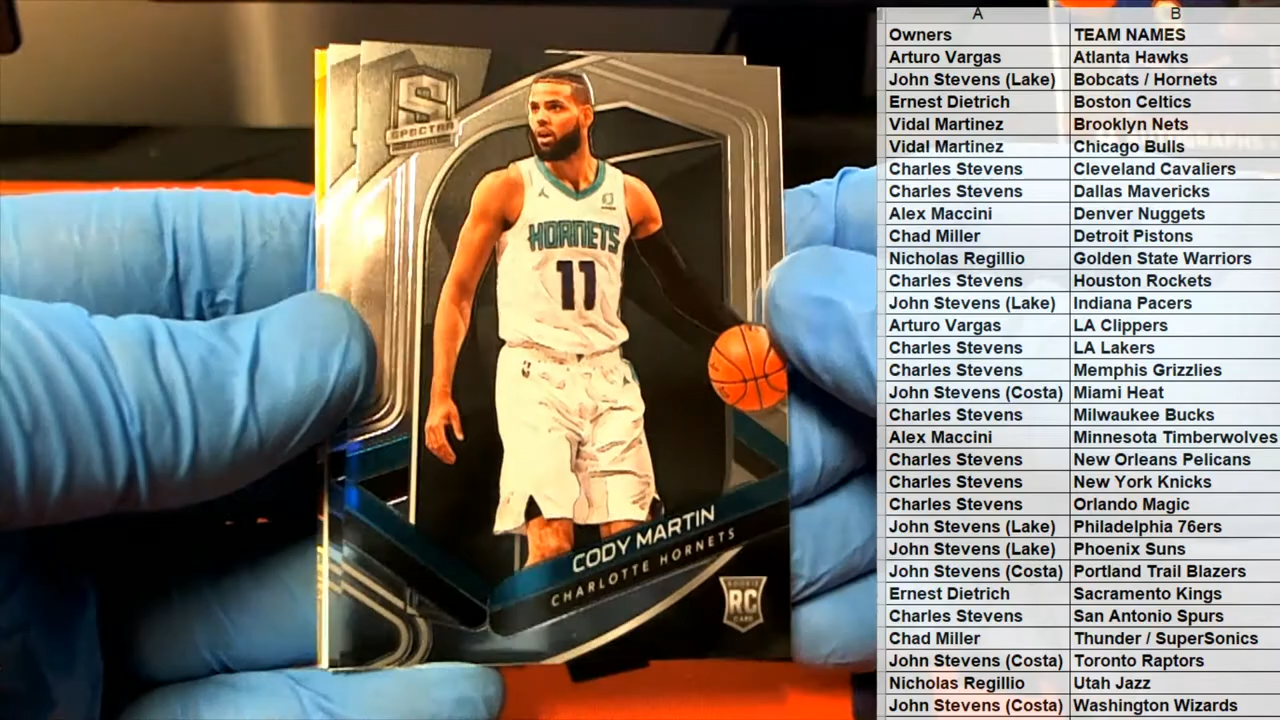 SPECTRA
HORNETS
11
CODY MARTIN
CHARLOTTE HORNETS
ROOKIE
RC
CARD
A B
Owners TEAM NAMES
Arturo Vargas Atlanta Hawks
John Stevens (Lake) Bobcats / Hornets
Ernest Dietrich Boston Celtics
Vidal Martinez Brooklyn Nets
Vidal Martinez Chicago Bulls
Charles Stevens Cleveland Cavaliers
Charles Stevens Dallas Mavericks
Alex Maccini Denver Nuggets
Chad Miller Detroit Pistons
Nicholas Regillio Golden State Warriors
Charles Stevens Houston Rockets
John Stevens (Lake) Indiana Pacers
Arturo Vargas LA Clippers
Charles Stevens LA Lakers
Charles Stevens Memphis Grizzlies
John Stevens (Costa) Miami Heat
Charles Stevens Milwaukee Bucks
Alex Maccini Minnesota Timberwolves
Charles Stevens New Orleans Pelicans
Charles Stevens New York Knicks
Charles Stevens Orlando Magic
John Stevens (Lake) Philadelphia 76ers
John Stevens (Lake) Phoenix Suns
John Stevens (Costa) Portland Trail Blazers
Ernest Dietrich Sacramento Kings
Charles Stevens San Antonio Spurs
Chad Miller Thunder / SuperSonics
John Stevens (Costa) Toronto Raptors
Nicholas Regillio Utah Jazz
John Stevens (Costa) Washington Wizards